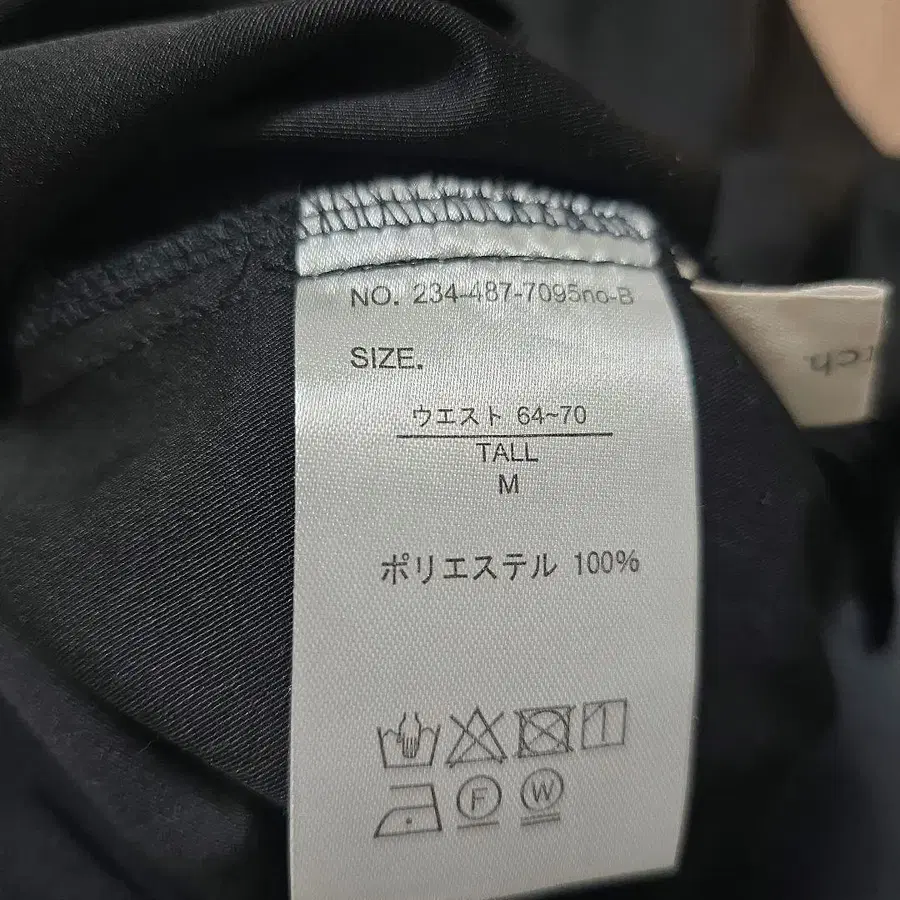 NO. 234-487-7095no-B
SIZE.
ウエスト 64~70
TALL
M
ポリエステル 100%
F
W